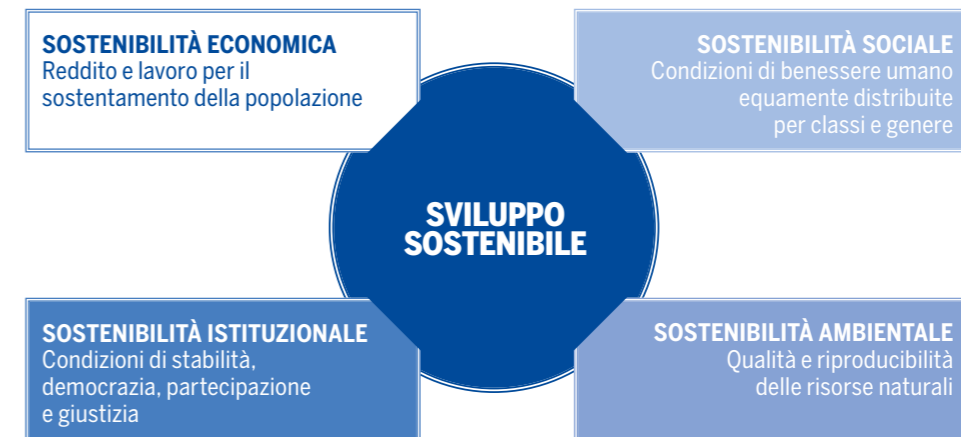 SOSTENIBILITÀ ECONOMICA
Reddito e lavoro per il
sostentamento della popolazione
SOSTENIBILITÀ SOCIALE
Condizioni di benessere umano
equamente distribuite
per classi e genere
SVILUPPO
SOSTENIBILE
SOSTENIBILITÀ ISTITUZIONALE
Condizioni di stabilità,
democrazia, partecipazione
e giustizia
SOSTENIBILITÀ AMBIENTALE
Qualità e riproducibilità
delle risorse naturali